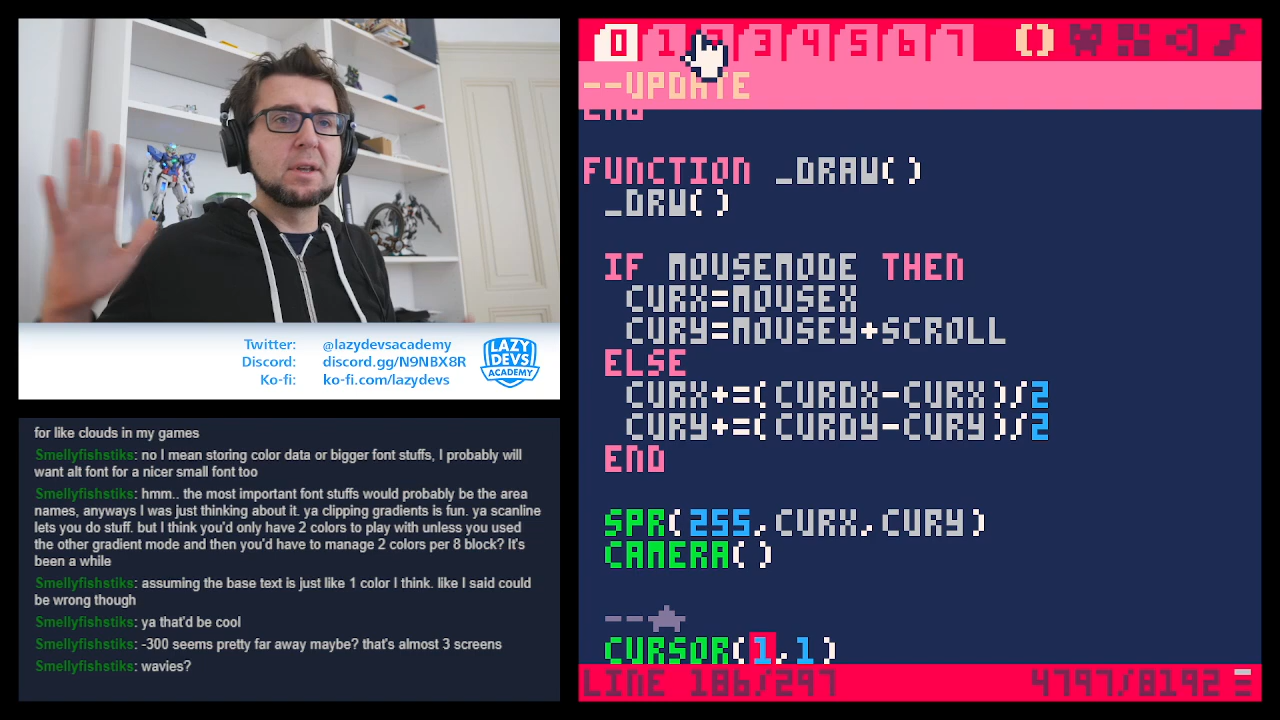 Twitter: @lazydevsacademy
Discord: discord.gg/N9NBX8R
Ko-fi: ko-fi.com/lazydevs
LAZY
DEVS
ACADEMY
for like clouds in my games
Smellyfishstiks: no I mean storing color data or bigger font stuffs, I probably will
want alt font for a nicer small font too
Smellyfishstiks: hmm.. the most important font stuffs would probably be the area
names, anyways I was just thinking about it. ya clipping gradients is fun. ya scanline
lets you do stuff. but I think you'd only have 2 colors to play with unless you used
the other gradient mode and then you'd have to manage 2 colors per 8 block? It's
been a while
Smellyfishstiks: assuming the base text is just like 1 color I think. like I said could
be wrong though
Smellyfishstiks: ya that'd be cool
Smellyfishstiks: -300 seems pretty far away maybe? that's almost 3 screens
Smellyfishstiks: wavies?
0 1 2 3 4 5 6 7 ()
--UPDATE
END
FUNCTION _DRAW()
_DRW()
IF MOUSEMODE THEN
CURX=MOUSEX
CURY=MOUSEY+SCROLL
ELSE
CURX+=(CURDX-CURX)/2
CURY+=(CURDY-CURY)/2
END
SPR(255,CURX,CURY)
CAMERA()
--
CURSOR(1,1)
LINE 186/297 4797/8192